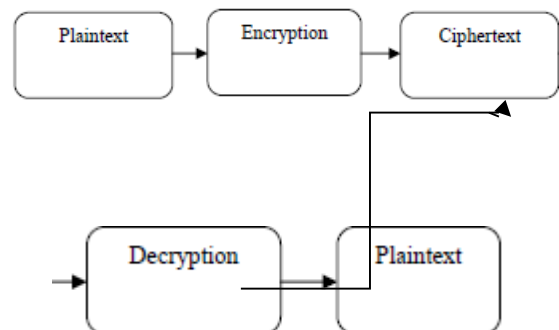 Plaintext
Encryption
Ciphertext
Decryption
Plaintext